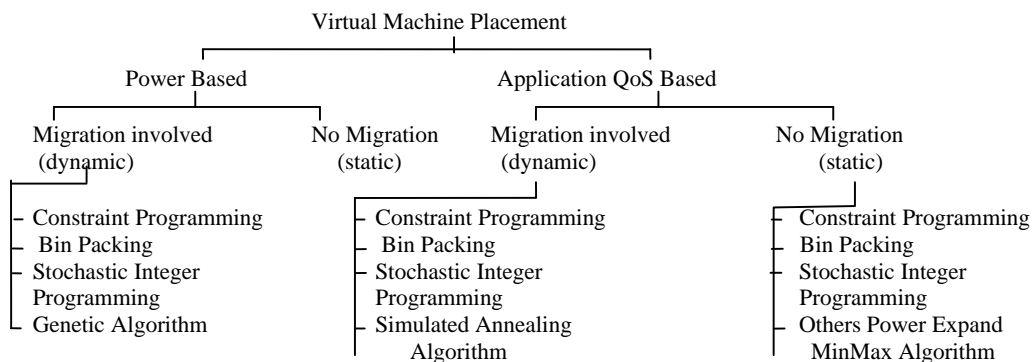 Virtual Machine Placement
Power Based
Application QoS Based
Migration involved
(dynamic)
No Migration
(static)
Migration involved
(dynamic)
No Migration
(static)
Constraint Programming
Bin Packing
Stochastic Integer
Programming
Genetic Algorithm
Constraint Programming
Bin Packing
Stochastic Integer
Programming
Simulated Annealing
Algorithm
Constraint Programming
Bin Packing
Stochastic Integer
Programming
Others Power Expand
MinMax Algorithm